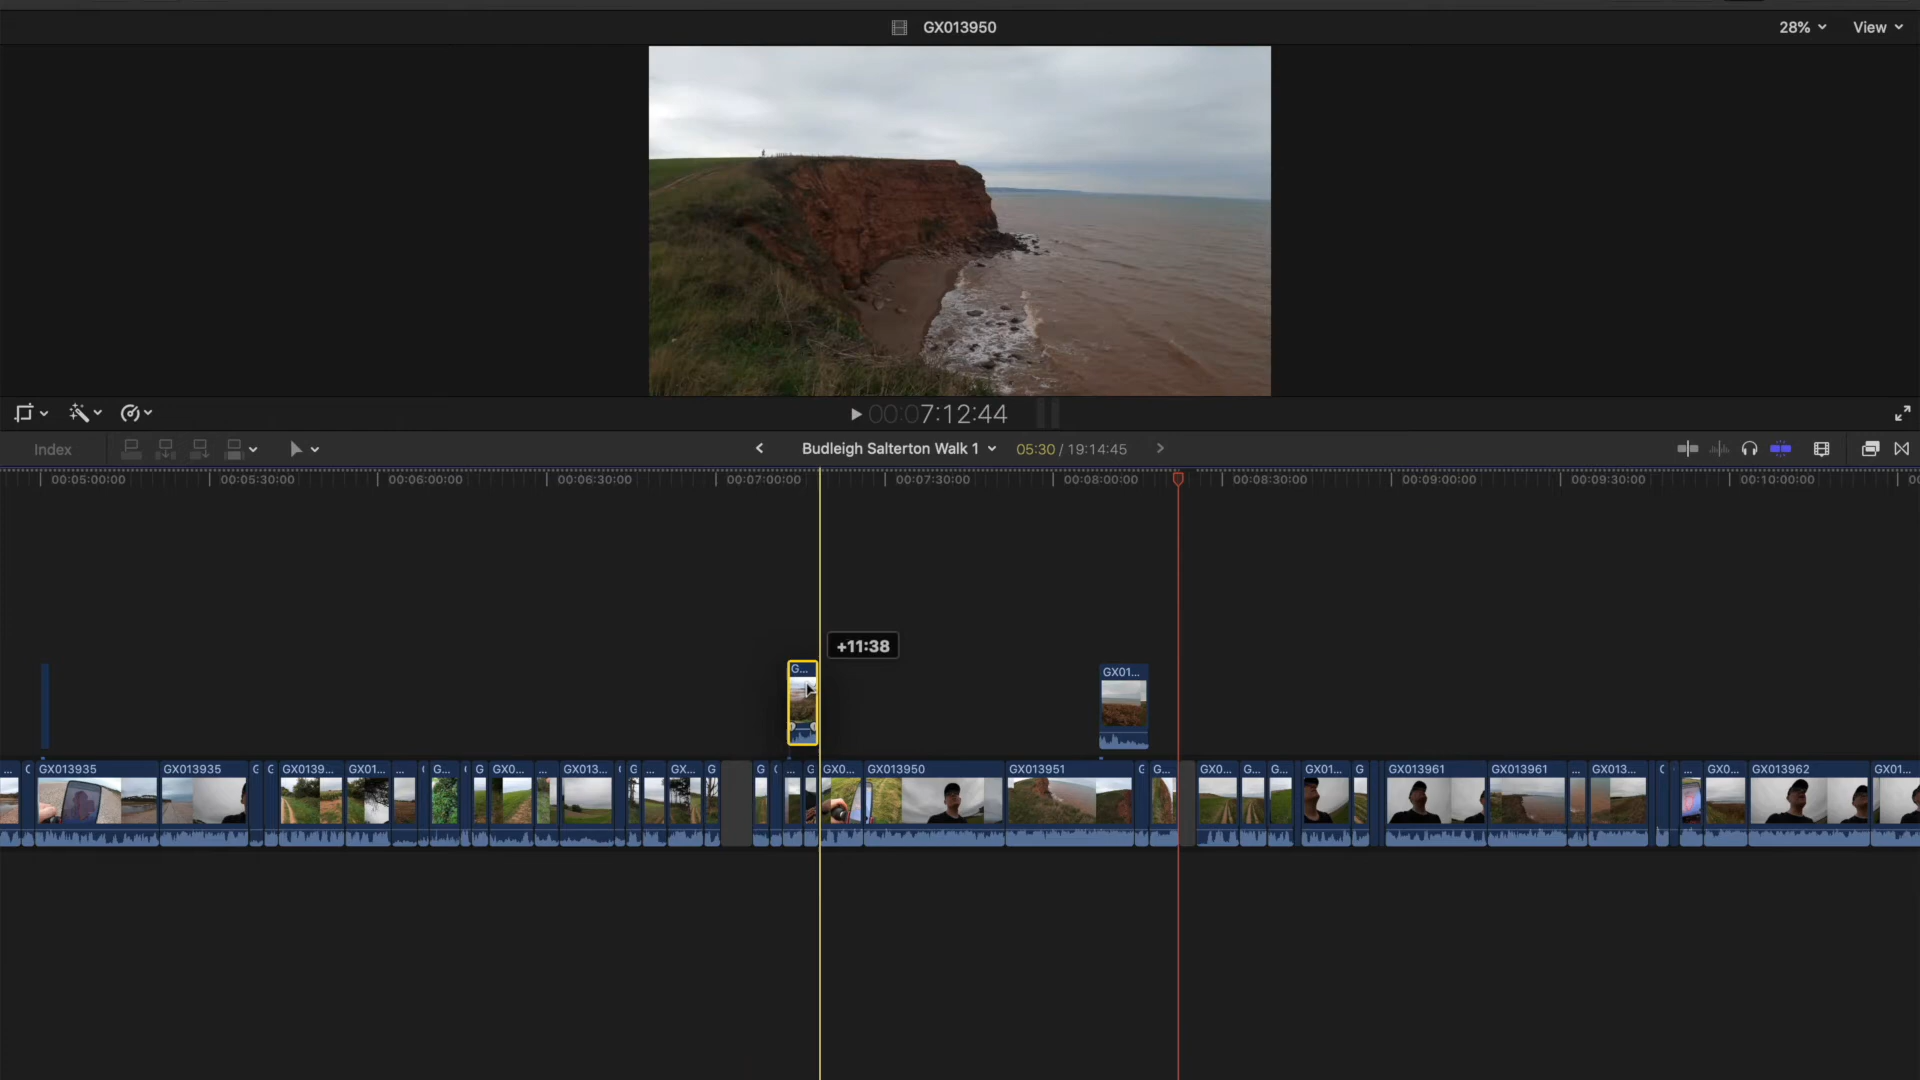 GX013950
28%
View
00:07:12:44
Index
Budleigh Salterton Walk 1
05:30 / 19:14:45
00:05:00:00 00:05:30:00 00:06:00:00 00:06:30:00 00:07:00:00 00:07:30:00 00:08:00:00 00:08:30:00 00:09:00:00 00:09:30:00 00:10:00:00
+11:38
G...
GX01...
... GX013935 GX013935 G G GX0139... GX01... ... G... G GX0... ... GX013... G ... GX... G G ... G GX0... GX013950 GX013951 G G... GX0... G... G... GX01... G GX013961 GX013961 ... GX013... ... GX0... GX013962 GX01...